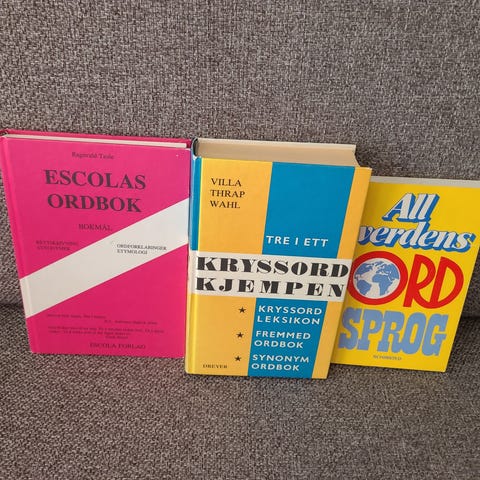 Ragnvald Teslo
ESCOLAS
ORDBOK
BOKMÅL
RETTSKRIVNING
SYNONYMER
ORDFORKLARINGER
ETYMOLOGI
ESCOLA FORLAG
VILLA
THRAP
WAHL
TRE I ETT
KRYSSORD
KJEMPEN
★ KRYSSORD
LEKSIKON
★ FREMMED
ORDBOK
★ SYNONYM
ORDBOK
DREYER
All
verdens
ORD
SPROG